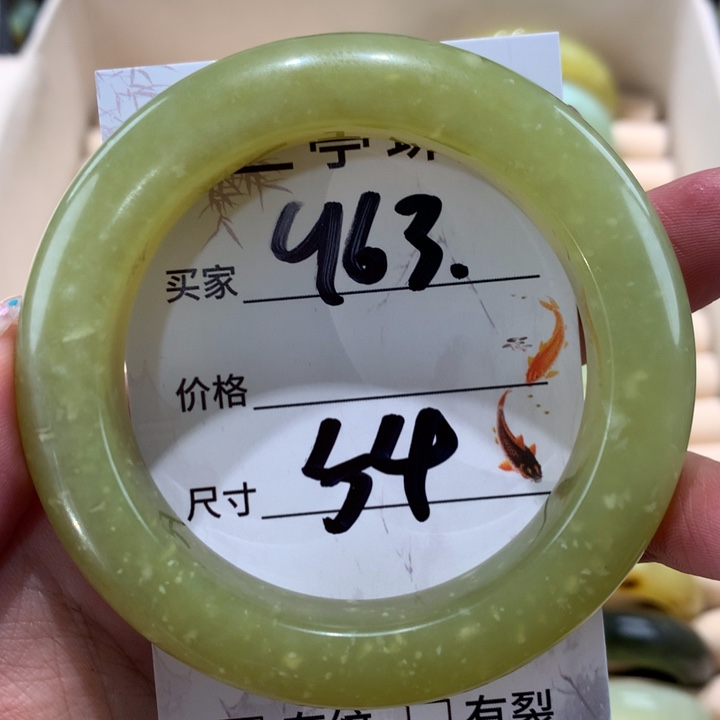 买家 463.
价格
尺寸 54
有裂